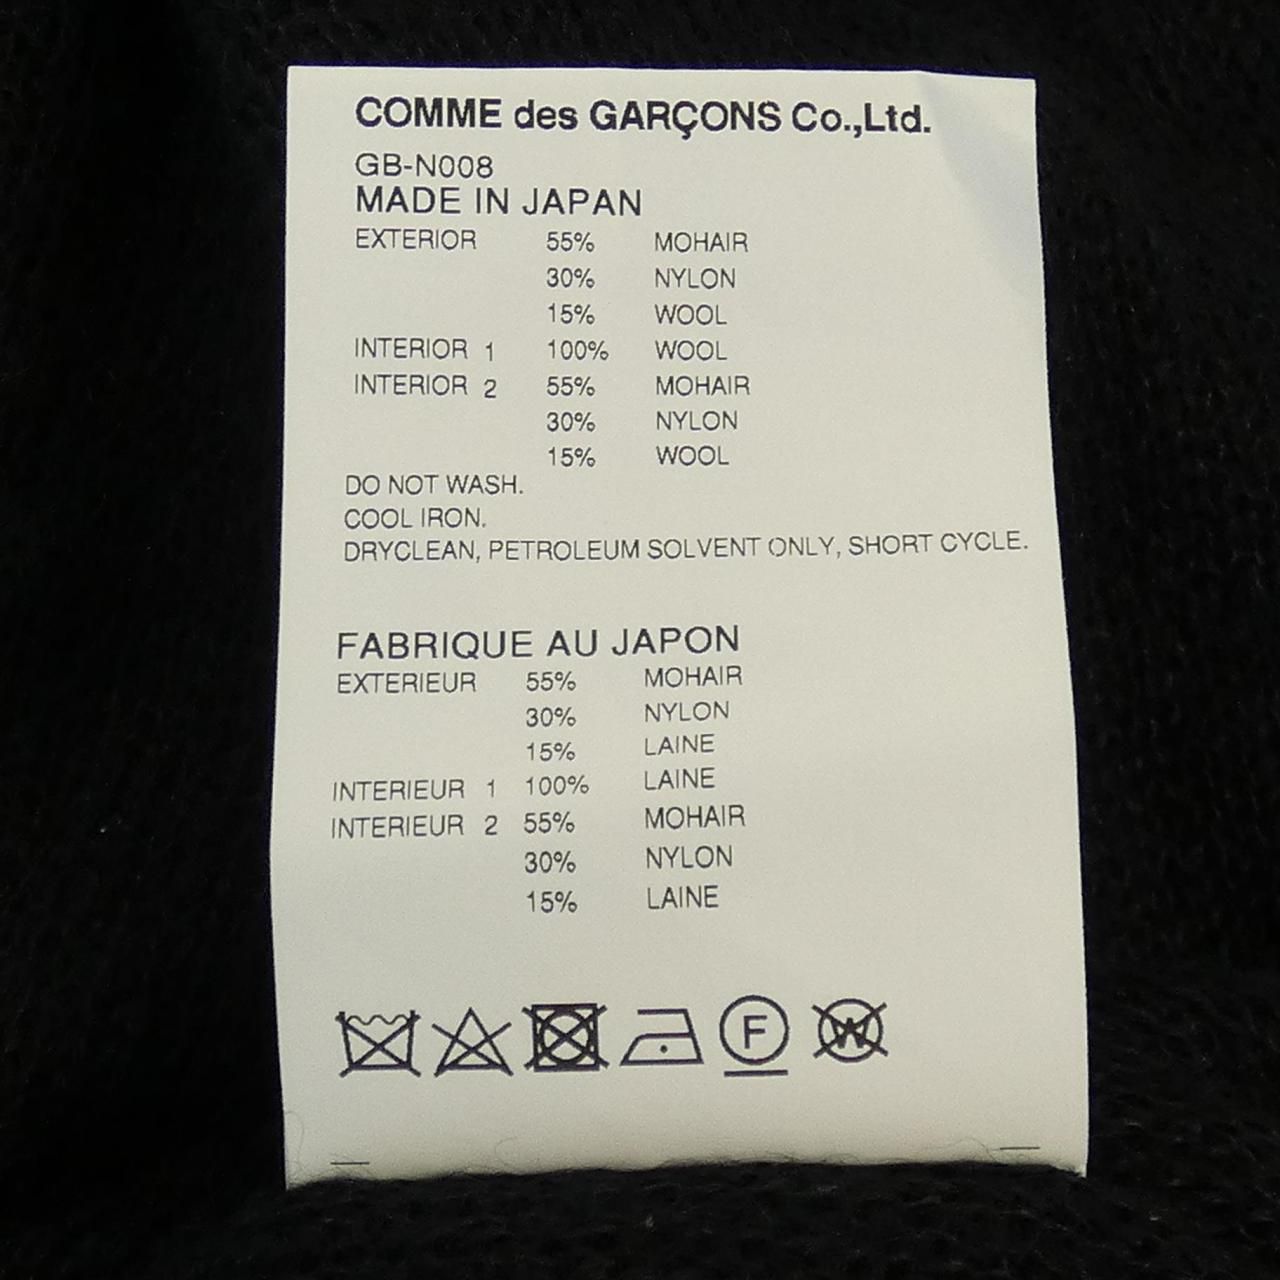 COMME des GARÇONS Co.,Ltd.
GB-N008
MADE IN JAPAN
EXTERIOR 55% MOHAIR
30% NYLON
15% WOOL
INTERIOR 1 100% WOOL
INTERIOR 2 55% MOHAIR
30% NYLON
15% WOOL
DO NOT WASH.
COOL IRON.
DRYCLEAN, PETROLEUM SOLVENT ONLY, SHORT CYCLE.
FABRIQUE AU JAPON
EXTERIEUR 55% MOHAIR
30% NYLON
15% LAINE
INTERIEUR 1 100% LAINE
INTERIEUR 2 55% MOHAIR
30% NYLON
15% LAINE
F W